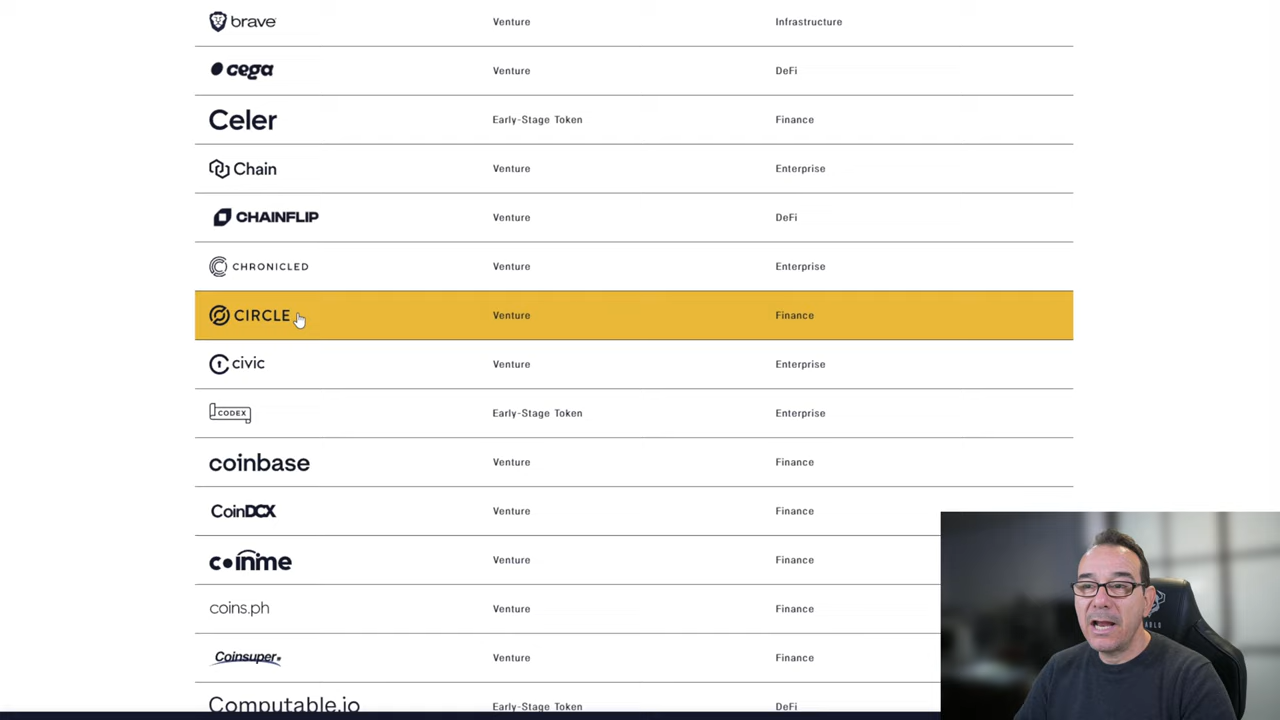 brave Venture Infrastructure
cega Venture DeFi
Celer Early-Stage Token Finance
Chain Venture Enterprise
CHAINFLIP Venture DeFi
CHRONICLED Venture Enterprise
CIRCLE Venture Finance
civic Venture Enterprise
CODEX Early-Stage Token Enterprise
coinbase Venture Finance
CoinDCX Venture Finance
coinme Venture Finance
coins.ph Venture Finance
Coinsuper Venture Finance
Computable.io Early-Stage Token DeFi